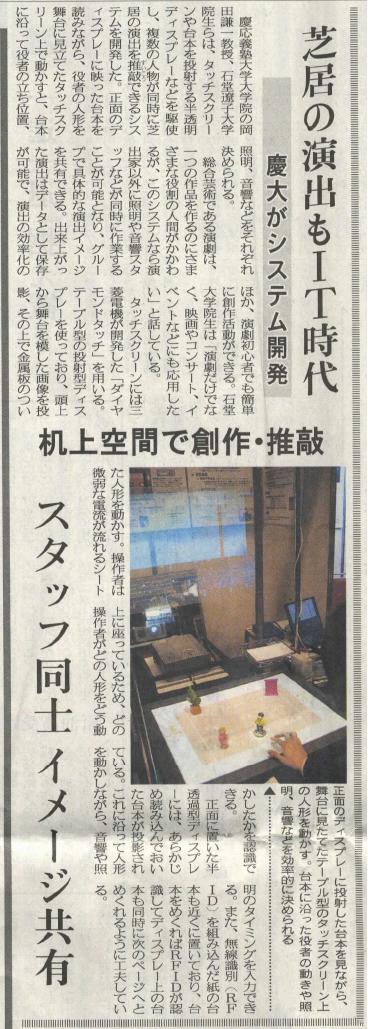 芝居の演出もIT時代
慶大がシステム開発
慶応義塾大学大学院の岡
田謙一教授、石堂遼子大学
院生らは、タッチスクリー
ンや台本を投射する半透明
ディスプレーなどを駆使
し、複数の人物が同時に芝
居の演出を推敲できるシス
テムを開発した。正面のデ
ィスプレーに映った台本を
読みながら、役者の人形を
舞台に見立てたタッチスク
リーン上で動かすと、台本
に沿って役者の立ち位置、
照明、音響などをそれぞれ
決められる。
総合芸術である演劇は、
一つの作品を作るのにさま
ざまな役割の人間がかかわ
るが、このシステムなら演
出家以外に照明や音響スタ
ッフなどが同時に作業する
ことが可能となり、グルー
プで具体的な演出イメージ
を共有できる。出来上がっ
た演出はデータとして保存
が可能で、演出の効率化の
ほか、演劇初心者でも簡単
に創作活動ができる。石堂
大学院生は「演劇だけでな
く、映画やコンサート、イ
ベントなどにも応用した
い」と話している。
タッチスクリーンには三
菱電機が開発した「ダイヤ
モンドタッチ」を用いる。
テーブル型の投射型ディス
プレーを使っており、頭上
から舞台を模した画像を投
影、その上で金属板のつい
机上空間で創作・推敲
スタッフ同士イメージ共有
た人形を動かす。操作者は
微弱な電流が流れるシート
上に座っているため、どの
操作者がどの人形をどう動
かしたかを認識で
きる。
正面に置いた半
透過型ディスプレ
ーには、あらかじ
め読み込んでおい
た台本が投影され
ている。これに沿って人形
を動かしながら、音響や照
明のタイミングを入力でき
る。また、無線識別（RF
ID）を組み込んだ紙の台
本も近くに置いており、台
本をめくればRFIDが認
識してディスプレー上の台
本も同時に次のページへと
めくれるように工夫してい
る。
▲正面のディスプレーに投射した台本を見ながら、
舞台に見たてたテーブル型のタッチスクリーン上
の人形を動かす。台本に沿った役者の動きや照
明、音響などを効率的に決められる